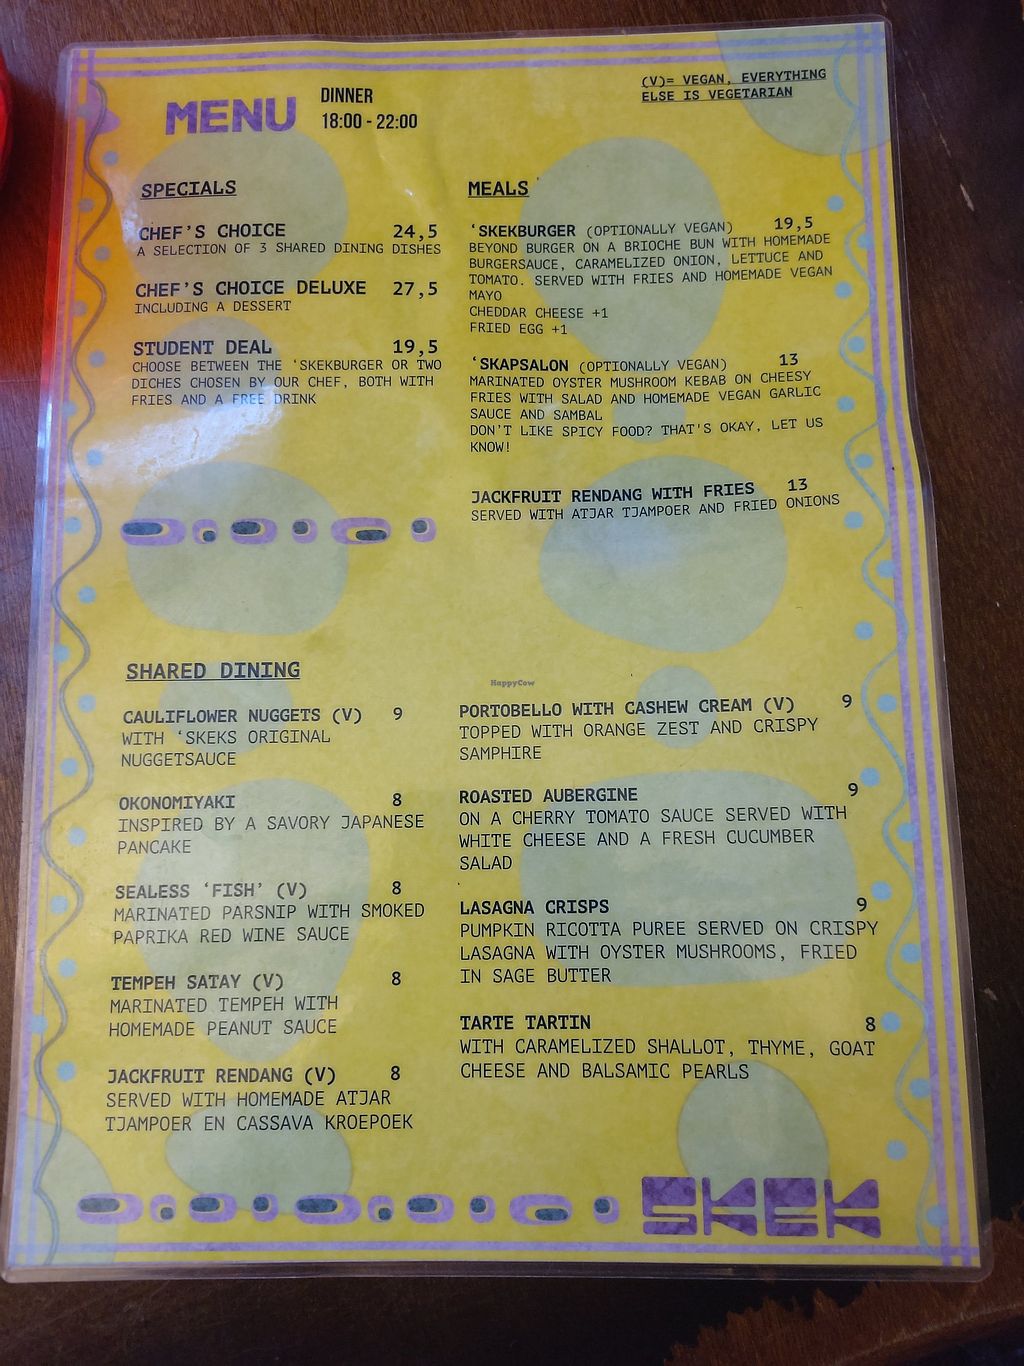 MENU
DINNER
18:00 - 22:00
(V)= VEGAN, EVERYTHING
ELSE IS VEGETARIAN
SPECIALS
CHEF'S CHOICE 24,5
A SELECTION OF 3 SHARED DINING DISHES
CHEF'S CHOICE DELUXE 27,5
INCLUDING A DESSERT
STUDENT DEAL 19,5
CHOOSE BETWEEN THE 'SKEKBURGER OR TWO
DICHES CHOSEN BY OUR CHEF, BOTH WITH
FRIES AND A FREE DRINK
MEALS
'SKEKBURGER (OPTIONALLY VEGAN) 19,5
BEYOND BURGER ON A BRIOCHE BUN WITH HOMEMADE
BURGERSAUCE, CARAMELIZED ONION, LETTUCE AND
TOMATO. SERVED WITH FRIES AND HOMEMADE VEGAN
MAYO
CHEDDAR CHEESE +1
FRIED EGG +1
'SKAPSALON (OPTIONALLY VEGAN) 13
MARINATED OYSTER MUSHROOM KEBAB ON CHEESY
FRIES WITH SALAD AND HOMEMADE VEGAN GARLIC
SAUCE AND SAMBAL
DON'T LIKE SPICY FOOD? THAT'S OKAY, LET US
KNOW!
JACKFRUIT RENDANG WITH FRIES 13
SERVED WITH ATJAR TJAMPOER AND FRIED ONIONS
SHARED DINING
CAULIFLOWER NUGGETS (V) 9
WITH 'SKEKS ORIGINAL
NUGGETSAUCE
OKONOMIYAKI 8
INSPIRED BY A SAVORY JAPANESE
PANCAKE
SEALESS 'FISH' (V) 8
MARINATED PARSNIP WITH SMOKED
PAPRIKA RED WINE SAUCE
TEMPEH SATAY (V) 8
MARINATED TEMPEH WITH
HOMEMADE PEANUT SAUCE
JACKFRUIT RENDANG (V) 8
SERVED WITH HOMEMADE ATJAR
TJAMPOER EN CASSAVA KROEPOEK
HappyCow
PORTOBELLO WITH CASHEW CREAM (V) 9
TOPPED WITH ORANGE ZEST AND CRISPY
SAMPHIRE
ROASTED AUBERGINE 9
ON A CHERRY TOMATO SAUCE SERVED WITH
WHITE CHEESE AND A FRESH CUCUMBER
SALAD
LASAGNA CRISPS 9
PUMPKIN RICOTTA PUREE SERVED ON CRISPY
LASAGNA WITH OYSTER MUSHROOMS, FRIED
IN SAGE BUTTER
TARTE TARTIN 8
WITH CARAMELIZED SHALLOT, THYME, GOAT
CHEESE AND BALSAMIC PEARLS
SKEK